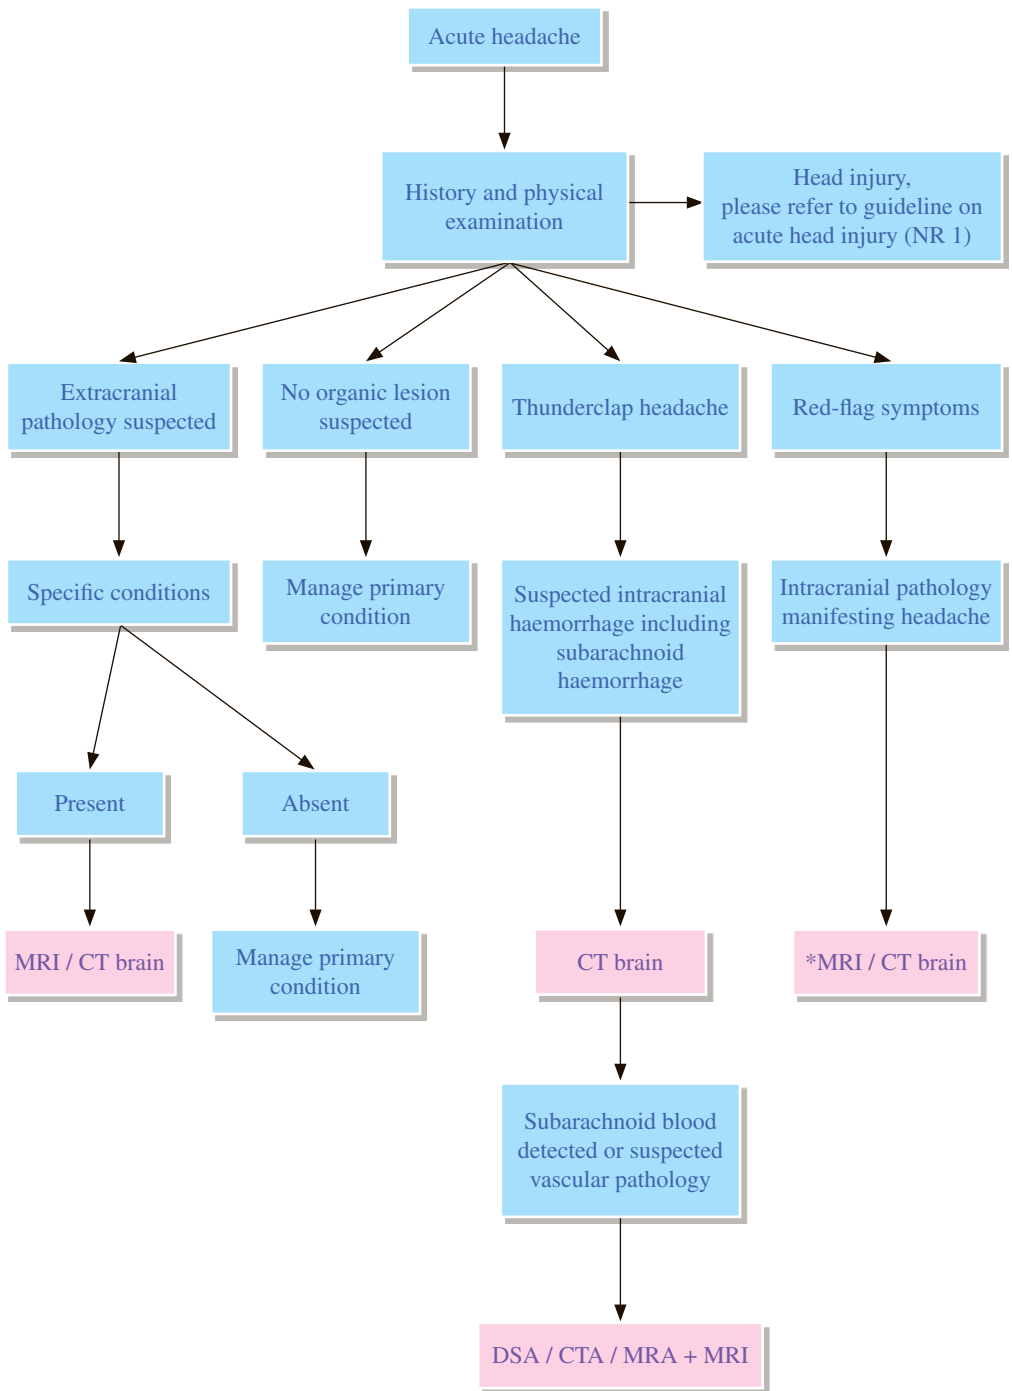 Acute headache
History and physical
examination
Head injury,
please refer to guideline on
acute head injury (NR 1)
Extracranial
pathology suspected
No organic lesion
suspected
Thunderclap headache
Red-flag symptoms
Specific conditions
Manage primary
condition
Suspected intracranial
haemorrhage including
subarachnoid
haemorrhage
Intracranial pathology
manifesting headache
Present
Absent
MRI / CT brain
Manage primary
condition
CT brain
*MRI / CT brain
Subarachnoid blood
detected or suspected
vascular pathology
DSA / CTA / MRA + MRI